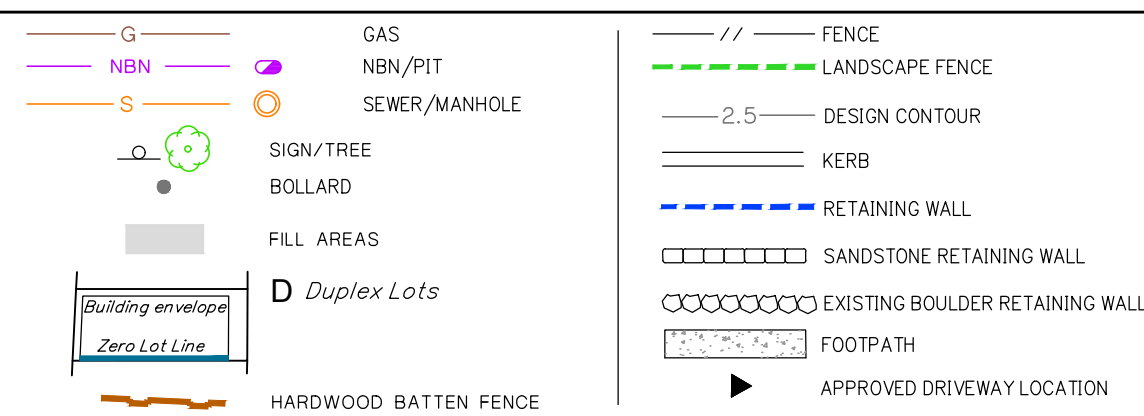 G GAS
NBN NBN/PIT
S SEWER/MANHOLE
SIGN/TREE
BOLLARD
FILL AREAS
Building envelope
Zero Lot Line
D Duplex Lots
HARDWOOD BATTEN FENCE
// FENCE
LANDSCAPE FENCE
2.5 DESIGN CONTOUR
KERB
RETAINING WALL
SANDSTONE RETAINING WALL
EXISTING BOULDER RETAINING WALL
FOOTPATH
APPROVED DRIVEWAY LOCATION